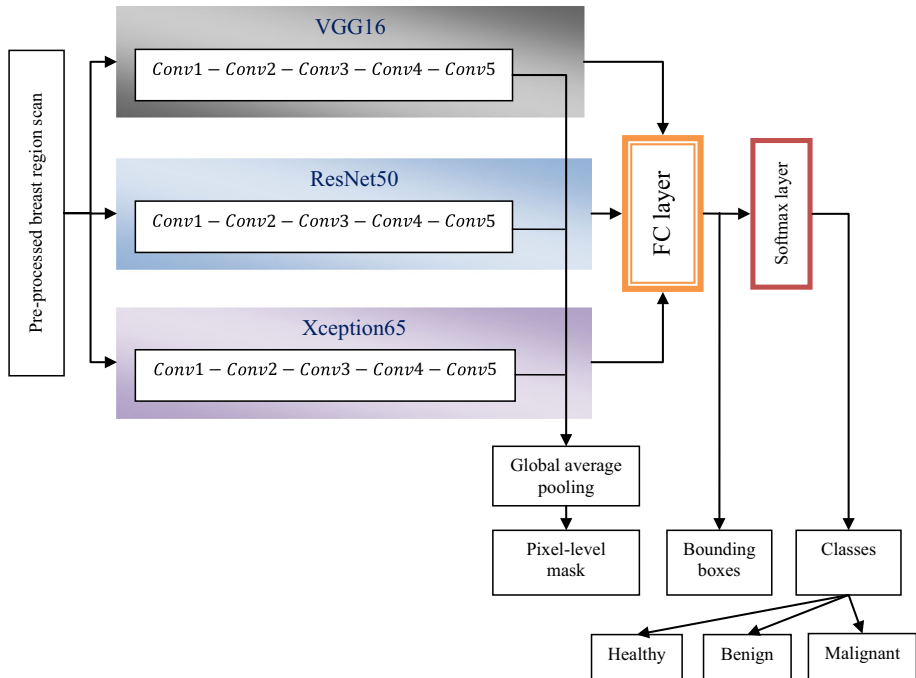 Pre-processed breast region scan
VGG16
Conv1 − Conv2 − Conv3 − Conv4 − Conv5
ResNet50
Conv1 − Conv2 − Conv3 − Conv4 − Conv5
Xception65
Conv1 − Conv2 − Conv3 − Conv4 − Conv5
FC layer
Softmax layer
Global average
pooling
Pixel-level
mask
Bounding
boxes
Classes
Healthy
Benign
Malignant